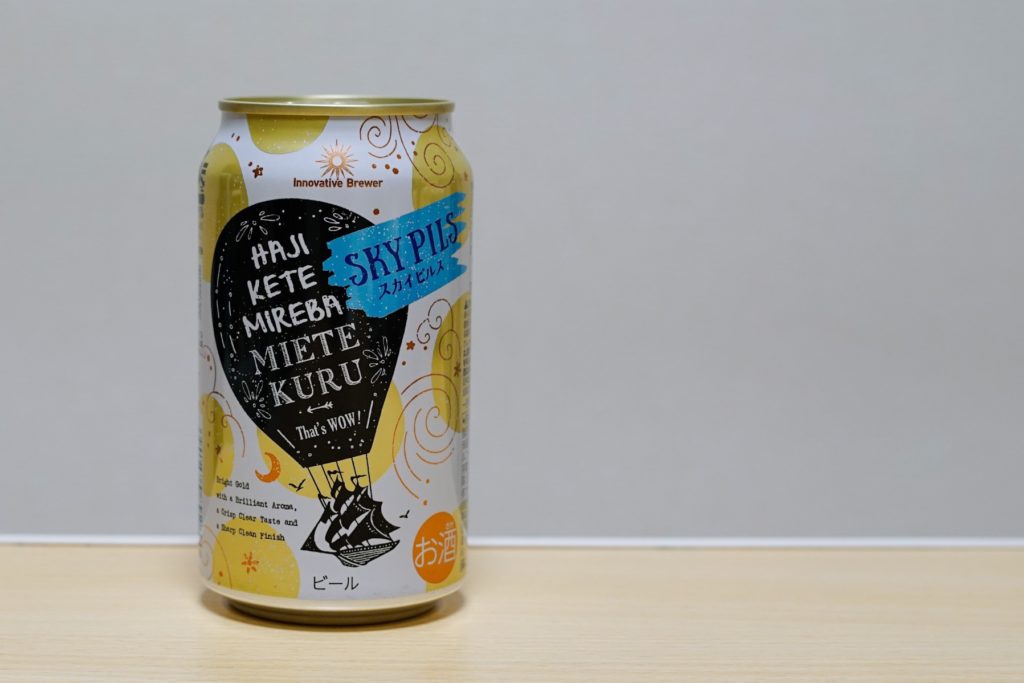 Innovative Brewer
HAJI
KETE
MIREBA
MIETE
KURU
That's WOW!
SKY PILS
スカイピルス
Bright Gold
with a Brilliant Aroma,
a Crisp Clear Taste and
a Sharp Clean Finish
お酒
ビール